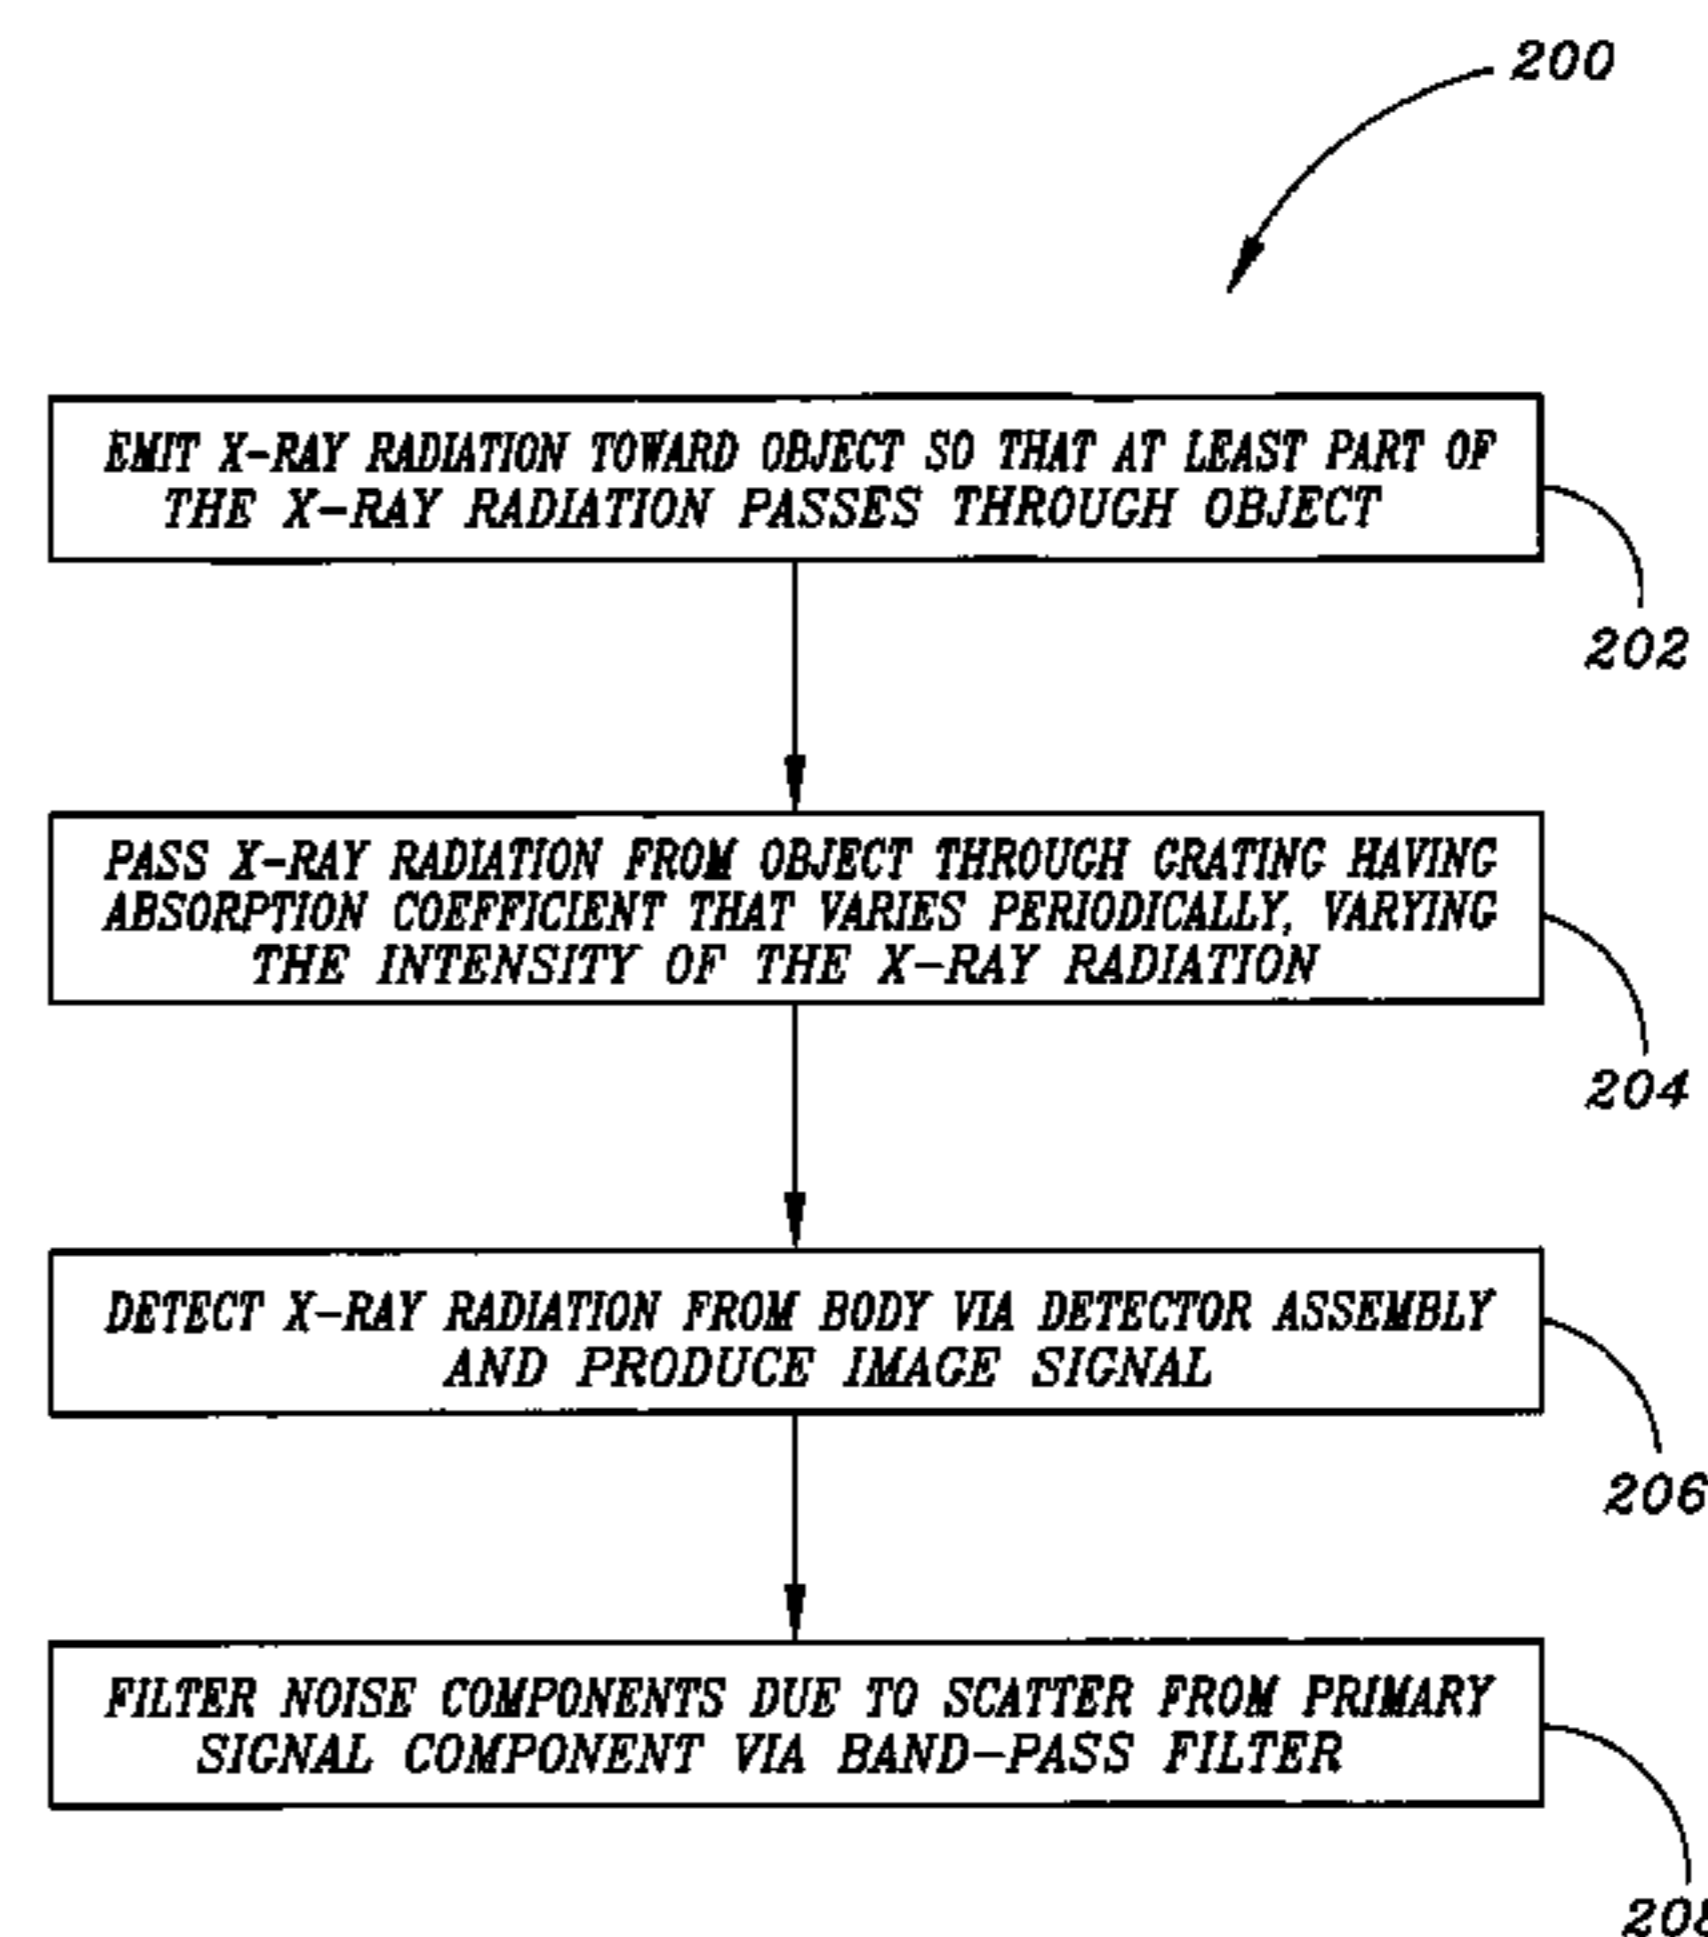 200
EMIT X-RAY RADIATION TOWARD OBJECT SO THAT AT LEAST PART OF
THE X-RAY RADIATION PASSES THROUGH OBJECT
202
PASS X-RAY RADIATION FROM OBJECT THROUGH GRATING HAVING
ABSORPTION COEFFICIENT THAT VARIES PERIODICALLY, VARYING
THE INTENSITY OF THE X-RAY RADIATION
204
DETECT X-RAY RADIATION FROM BODY VIA DETECTOR ASSEMBLY
AND PRODUCE IMAGE SIGNAL
206
FILTER NOISE COMPONENTS DUE TO SCATTER FROM PRIMARY
SIGNAL COMPONENT VIA BAND-PASS FILTER
208